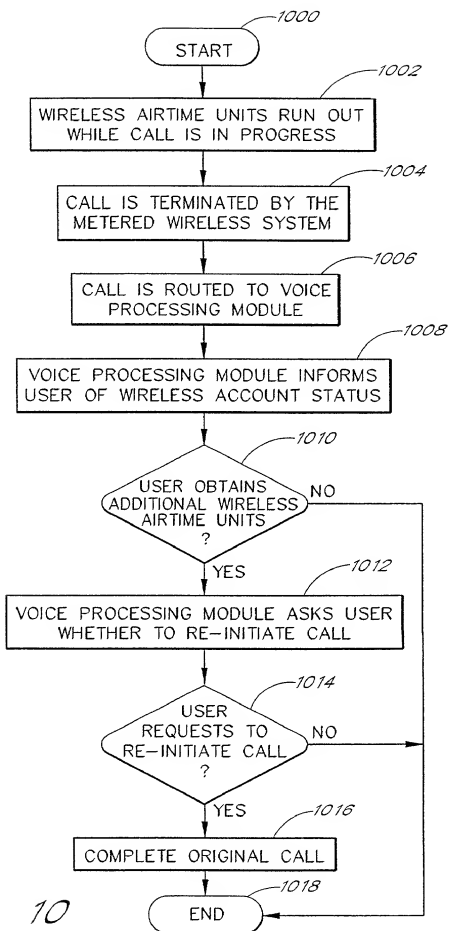 1000
START
1002
WIRELESS AIRTIME UNITS RUN OUT
WHILE CALL IS IN PROGRESS
1004
CALL IS TERMINATED BY THE
METERED WIRELESS SYSTEM
1006
CALL IS ROUTED TO VOICE
PROCESSING MODULE
1008
VOICE PROCESSING MODULE INFORMS
USER OF WIRELESS ACCOUNT STATUS
1010
USER OBTAINS
ADDITIONAL WIRELESS
AIRTIME UNITS
?
NO
YES
1012
VOICE PROCESSING MODULE ASKS USER
WHETHER TO RE-INITIATE CALL
1014
USER
REQUESTS TO
RE-INITIATE CALL
?
NO
YES
1016
COMPLETE ORIGINAL CALL
1018
END
10